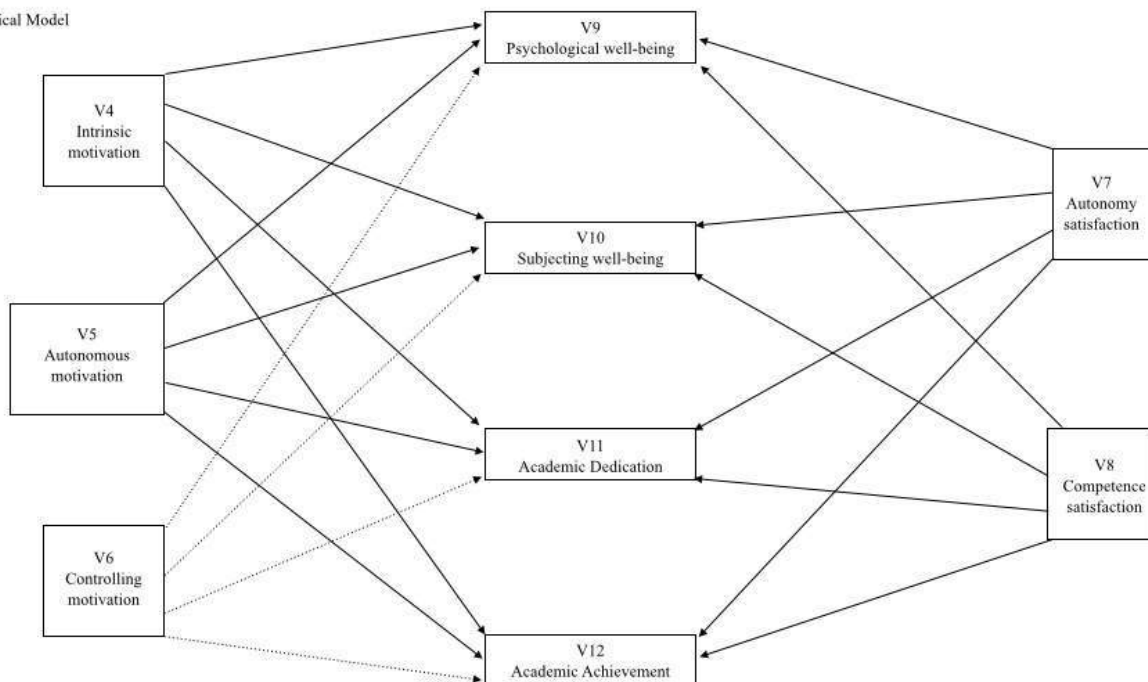 ical Model
V9
Psychological well-being
V4
Intrinsic
motivation
V7
Autonomy
satisfaction
V10
Subjecting well-being
V5
Autonomous
motivation
V11
Academic Dedication
V8
Competence
satisfaction
V6
Controlling
motivation
V12
Academic Achievement